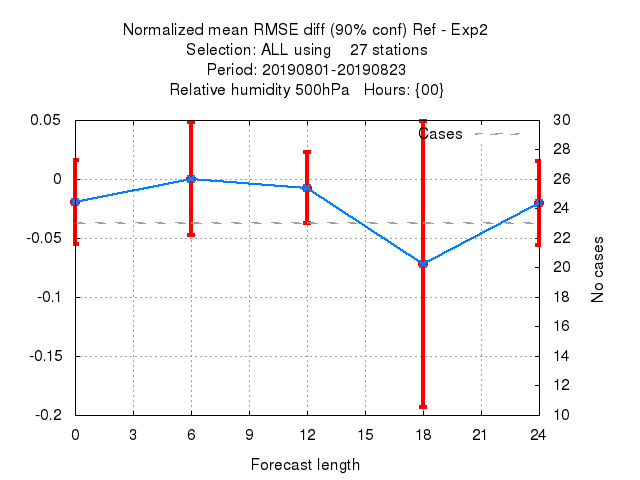 Normalized mean RMSE diff (90% conf) Ref - Exp2
Selection: ALL using    27 stations
Period: 20190801-20190823
Relative humidity 500hPa   Hours: {00}
Cases
0.05
0
-0.05
-0.1
-0.15
-0.2
30
28
26
24
22
20
18
16
14
12
10
No cases
0 3 6 9 12 15 18 21 24
Forecast length